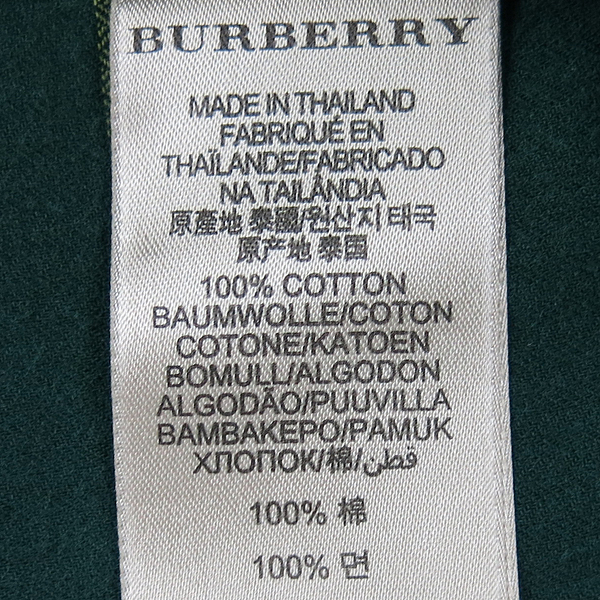 BURBERRY
MADE IN THAILAND
FABRIQUÉ EN
THAÏLANDE/FABRICADO
NA TAILÂNDIA
原產地 泰國/원산지 태국
原产地 泰国
100% COTTON
BAUMWOLLE/COTON
COTONE/KATOEN
BOMULL/ALGODON
ALGODÃO/PUUVILLA
BAMBAKEPO/PAMUK
ХЛОПОК/棉/قطن
100% 棉
100% 면